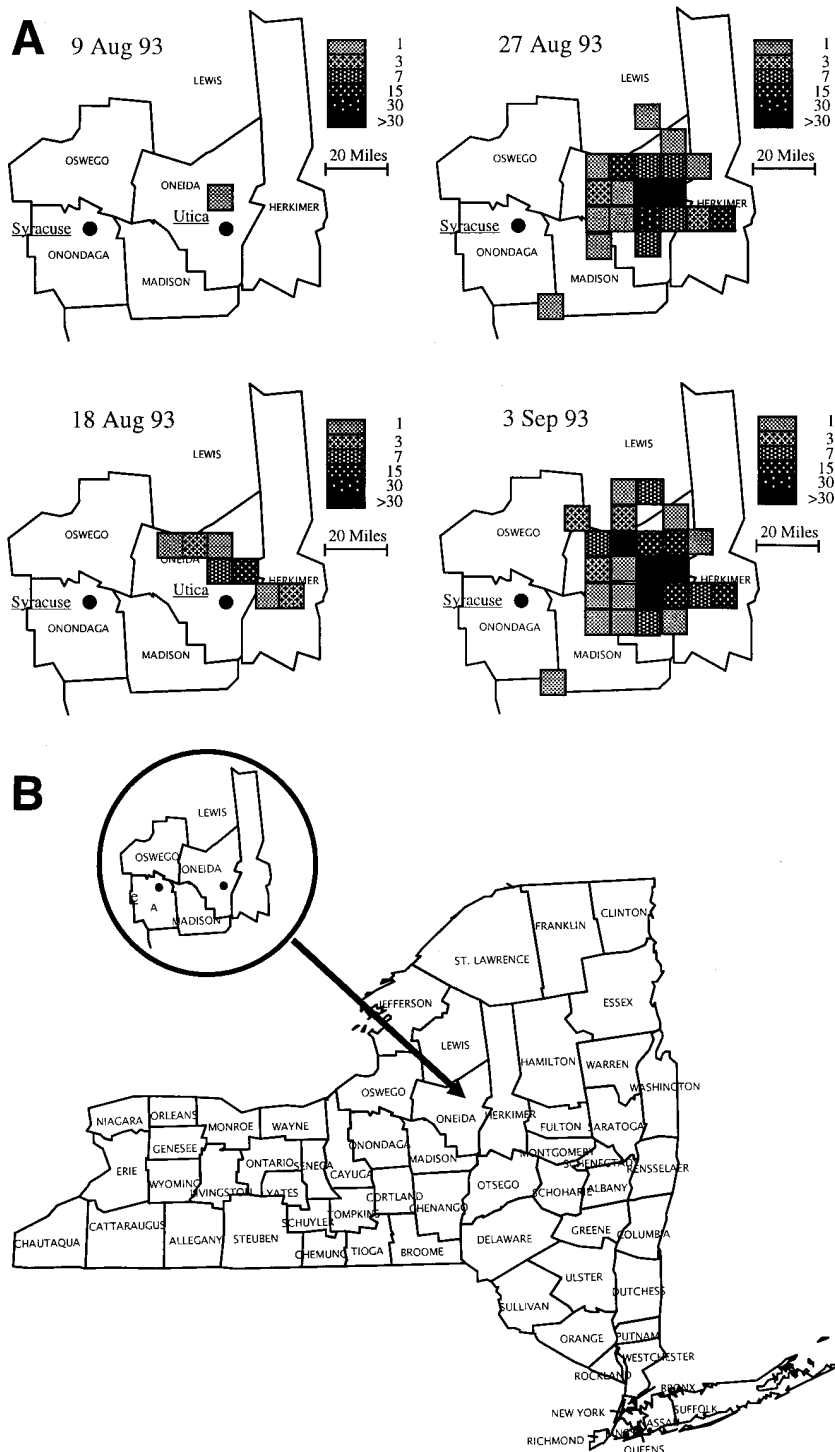 A
9 Aug 93
LEWIS
OSWEGO
ONEIDA
Utica
HERKIMER
Syracuse
ONONDAGA
MADISON
1
3
7
15
30
>30
20 Miles
27 Aug 93
LEWIS
OSWEGO
HERKIMER
Syracuse
ONONDAGA
MADISON
1
3
7
15
30
>30
20 Miles
18 Aug 93
LEWIS
OSWEGO
ONEIDA
Utica
HERKIMER
Syracuse
ONONDAGA
MADISON
1
3
7
15
30
>30
20 Miles
3 Sep 93
LEWIS
OSWEGO
HERKIMER
Syracuse
ONONDAGA
MADISON
1
3
7
15
30
>30
20 Miles
B
LEWIS
OSWEGO
ONEIDA
A
MADISON
CLINTON
FRANKLIN
ST. LAWRENCE
ESSEX
JEFFERSON
LEWIS
HAMILTON
WARREN
WASHINGTON
OSWEGO
ONEIDA
HERKIMER
NIAGARA
ORLEANS
MONROE
WAYNE
FULTON
SARATOGA
GENESEE
ONONDAGA
MADISON
MONTGOMERY
SCHENECTADY
RENSSELAER
ERIE
ONTARIO
SENECA
CAYUGA
WYOMING
LIVINGSTON
YATES
OTSEGO
SCHOHARIE
ALBANY
CORTLAND
CHENANGO
CHAUTAQUA
CATTARAUGUS
ALLEGANY
STEUBEN
SCHUYLER
TOMPKINS
CHEMUNG
TIOGA
BROOME
DELAWARE
GREENE
COLUMBIA
ULSTER
DUTCHESS
SULLIVAN
ORANGE
PUTNAM
WESTCHESTER
ROCKLAND
BRONX
NEW YORK
SUFFOLK
NASSAU
RICHMOND
QUEENS